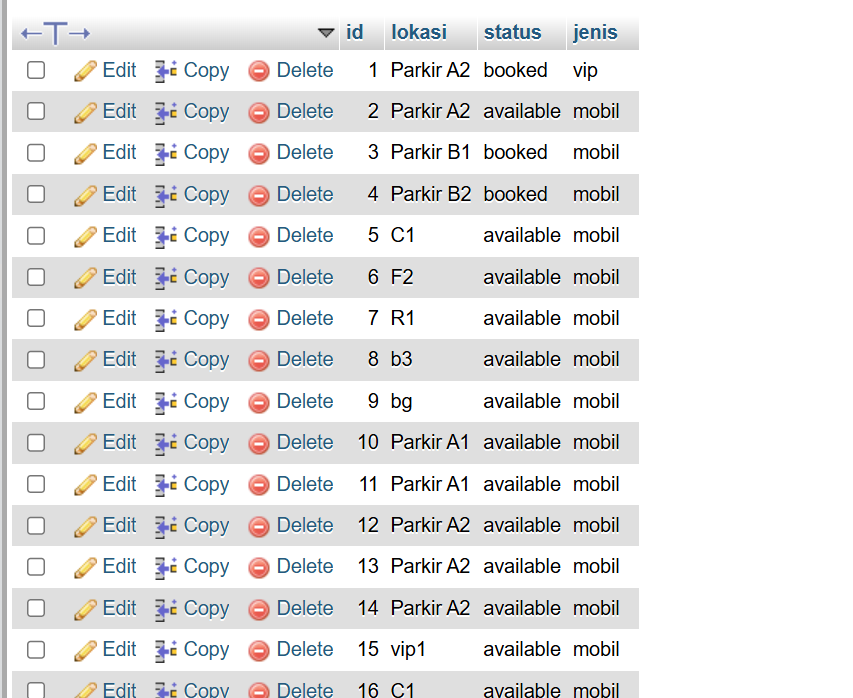 id lokasi status jenis
Edit Copy Delete 1 Parkir A2 booked vip
Edit Copy Delete 2 Parkir A2 available mobil
Edit Copy Delete 3 Parkir B1 booked mobil
Edit Copy Delete 4 Parkir B2 booked mobil
Edit Copy Delete 5 C1 available mobil
Edit Copy Delete 6 F2 available mobil
Edit Copy Delete 7 R1 available mobil
Edit Copy Delete 8 b3 available mobil
Edit Copy Delete 9 bg available mobil
Edit Copy Delete 10 Parkir A1 available mobil
Edit Copy Delete 11 Parkir A1 available mobil
Edit Copy Delete 12 Parkir A2 available mobil
Edit Copy Delete 13 Parkir A2 available mobil
Edit Copy Delete 14 Parkir A2 available mobil
Edit Copy Delete 15 vip1 available mobil
Edit Copy Delete 16 C1 available mobil